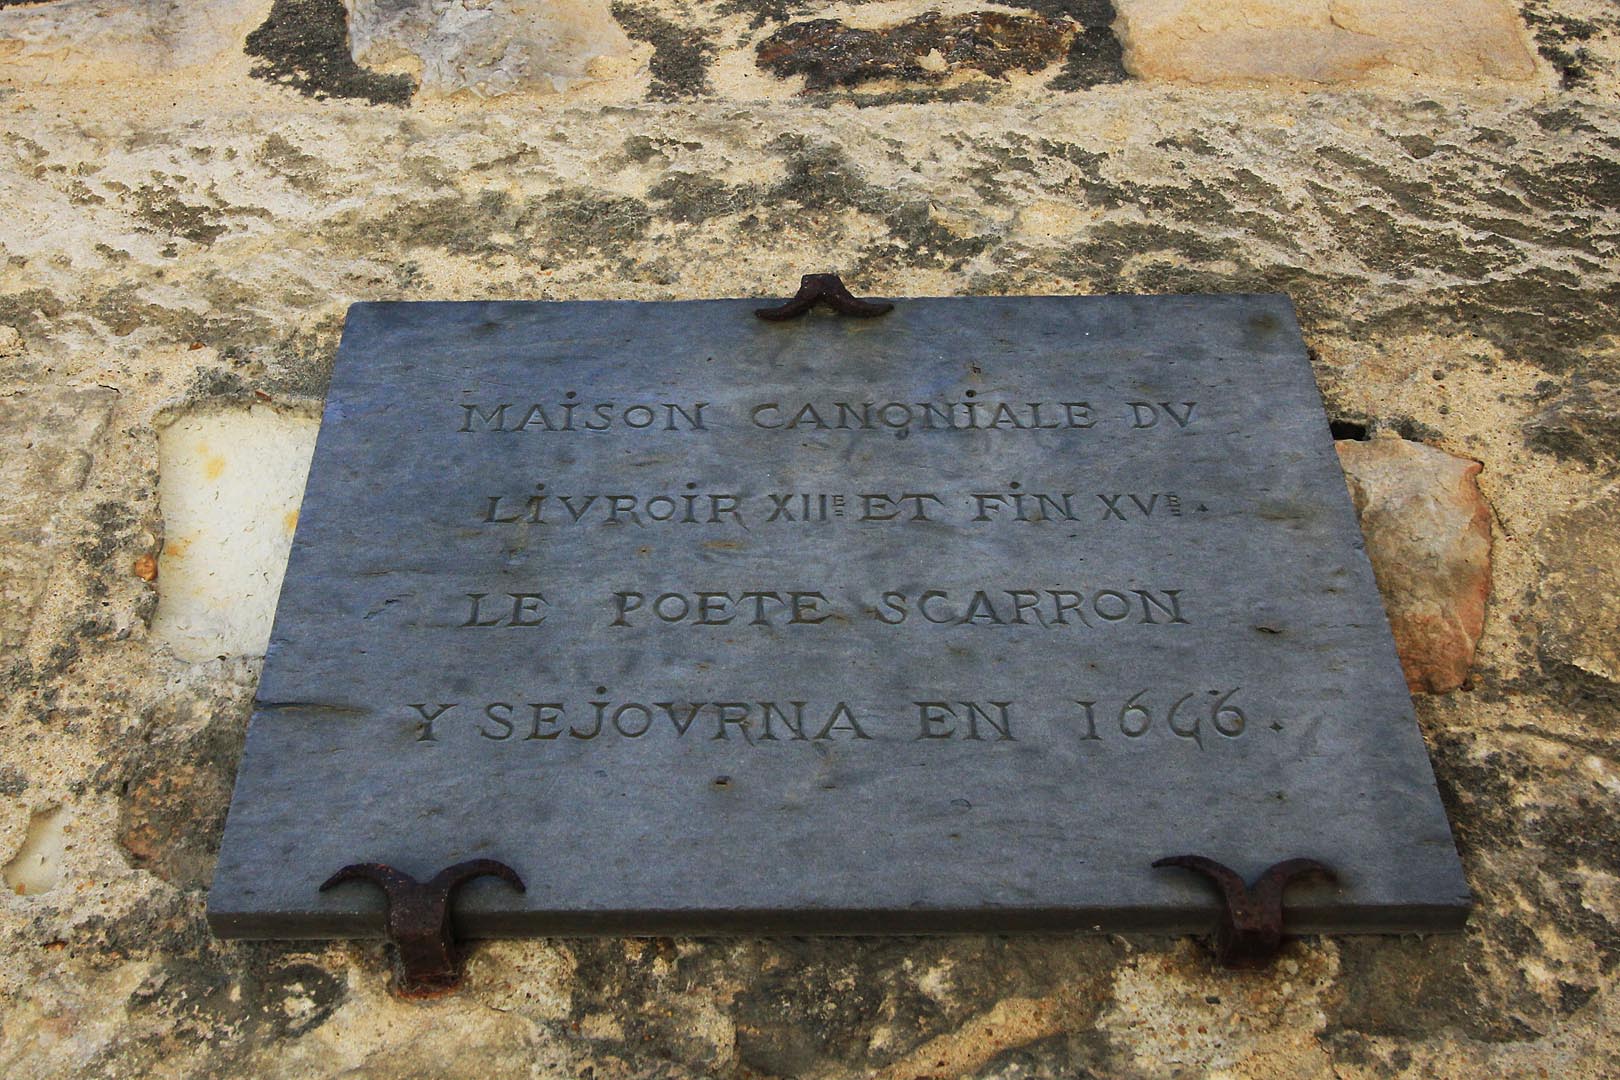 MAiSON CANONiALE DV
LiVROiR XIIE ET FiN XVE.
LE POETE SCARRON
Y SEjOVRNA EN 1646.